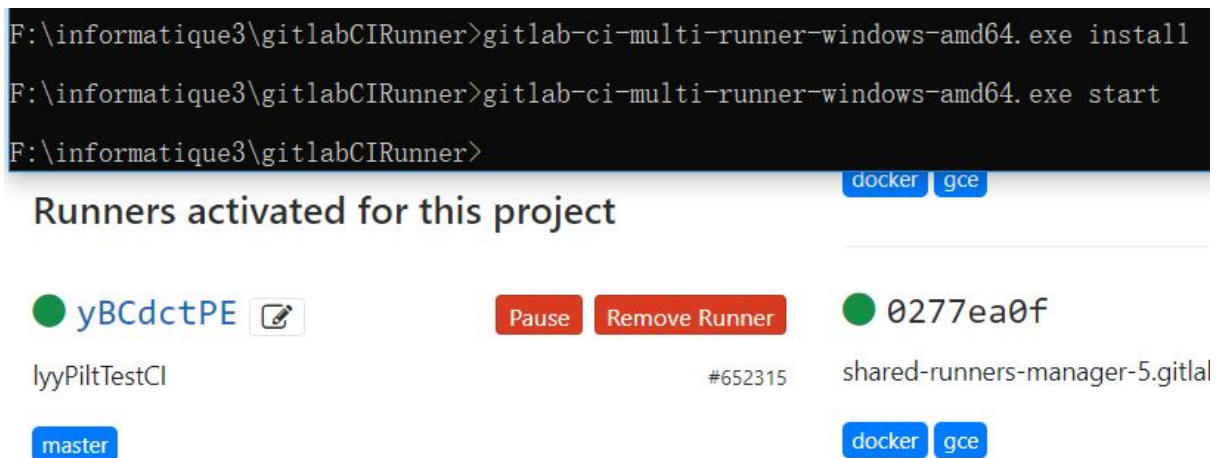 F:\informatique3\gitlabCIRunner>gitlab-ci-multi-runner-windows-amd64.exe install
F:\informatique3\gitlabCIRunner>gitlab-ci-multi-runner-windows-amd64.exe start
F:\informatique3\gitlabCIRunner>
docker gce
Runners activated for this project
yBCdctPE Pause Remove Runner
lyyPiltTestCI #652315
master
0277ea0f
shared-runners-manager-5.gitlal
docker gce